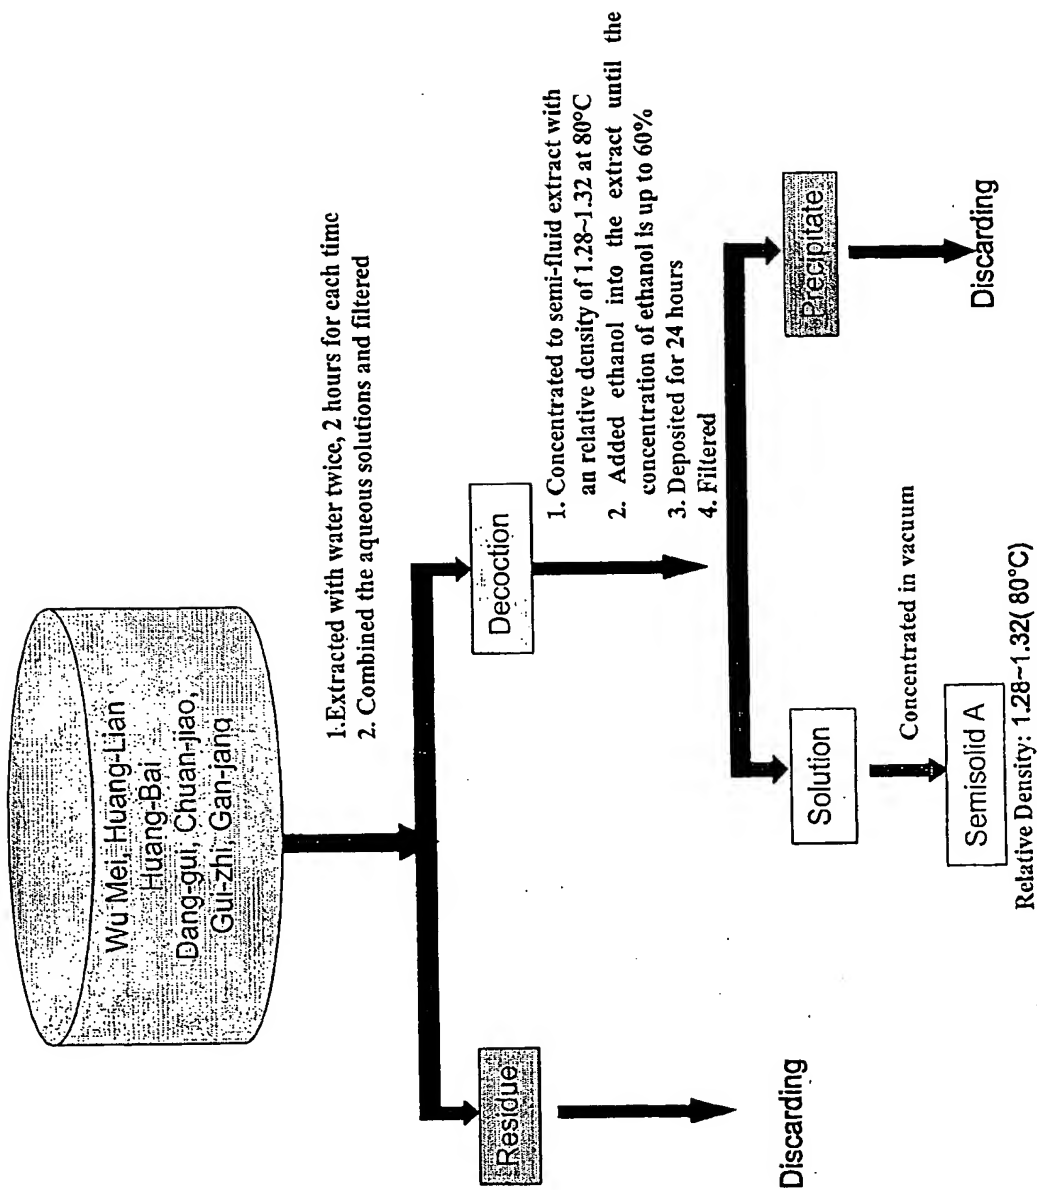 Wu Mei, Huang-Lian
Huang-Bai
Dang-gui, Chuan-jiao,
Gui-zhi, Gan-jang
1.Extracted with water twice, 2 hours for each time
2. Combined the aqueous solutions and filtered
Residue
Decoction
Discarding
1. Concentrated to semi-fluid extract with
an relative density of 1.28~1.32 at 80°C
2. Added ethanol into the extract until the
concentration of ethanol is up to 60%
3. Deposited for 24 hours
4. Filtered
Solution
Precipitate
Concentrated in vacuum
Discarding
Semisolid A
Relative Density: 1.28~1.32( 80°C)